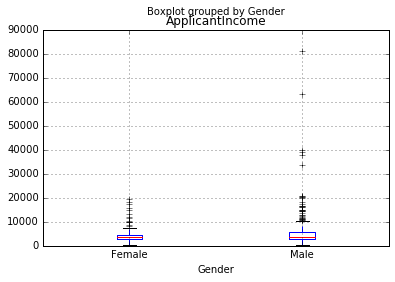 Boxplot grouped by Gender
ApplicantIncome
90000
80000
70000
60000
50000
40000
30000
20000
10000
0
Female Male
Gender